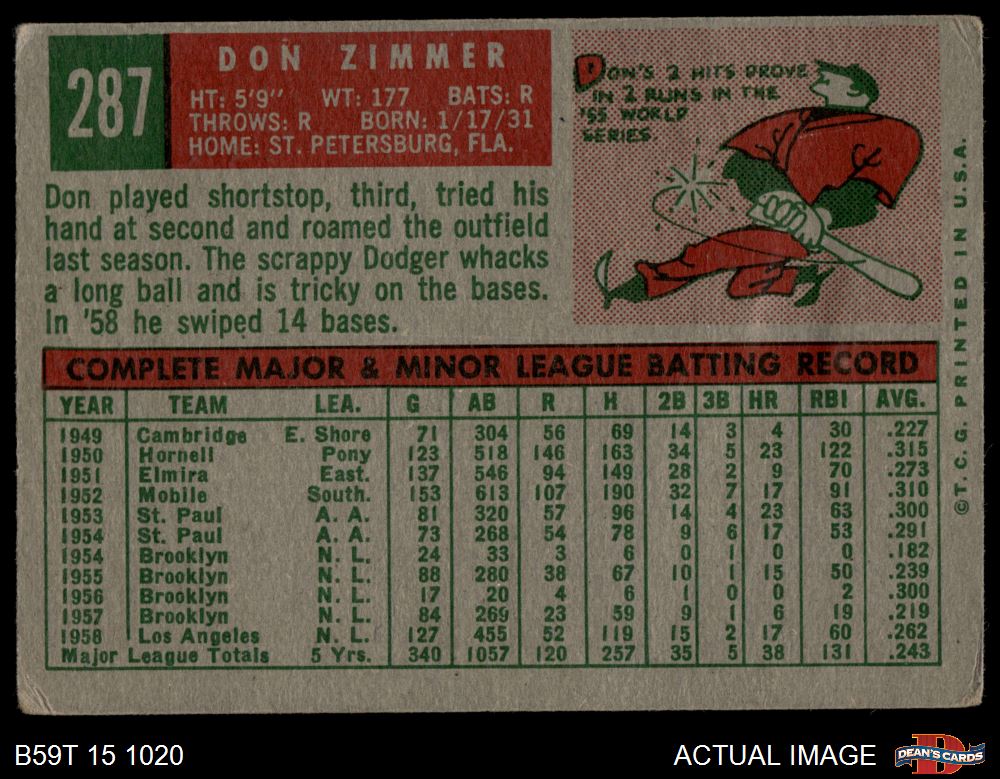 287
DON ZIMMER
HT: 5'9" WT: 177 BATS: R
THROWS: R BORN: 1/17/31
HOME: ST. PETERSBURG, FLA.
DON'S 2 HITS DROVE
IN 2 RUNS IN THE
'55 WORLD
SERIES
Don played shortstop, third, tried his
hand at second and roamed the outfield
last season. The scrappy Dodger whacks
a long ball and is tricky on the bases.
In '58 he swiped 14 bases.
COMPLETE MAJOR & MINOR LEAGUE BATTING RECORD
YEAR TEAM LEA. G AB R H 2B 3B HR RBI AVG.
1949 Cambridge E. Shore 71 304 56 69 14 3 4 30 .227
1950 Hornell Pony 123 518 146 163 34 5 23 122 .315
1951 Elmira East. 137 546 94 149 28 2 9 70 .273
1952 Mobile South. 153 613 107 190 32 7 17 91 .310
1953 St. Paul A. A. 81 320 57 96 14 4 23 63 .300
1954 St. Paul A. A. 73 268 54 78 9 6 17 53 .291
1954 Brooklyn N. L. 24 33 3 6 0 1 0 0 .182
1955 Brooklyn N. L. 88 280 38 67 10 1 15 50 .239
1956 Brooklyn N. L. 17 20 4 6 1 0 0 2 .300
1957 Brooklyn N. L. 84 269 23 59 9 1 6 19 .219
1958 Los Angeles N. L. 127 455 52 119 15 2 17 60 .262
Major League Totals 5 Yrs. 340 1057 120 257 35 5 38 131 .243
©T. C. G. PRINTED IN U.S.A.
B59T 15 1020
ACTUAL IMAGE
DEAN'S CARDS